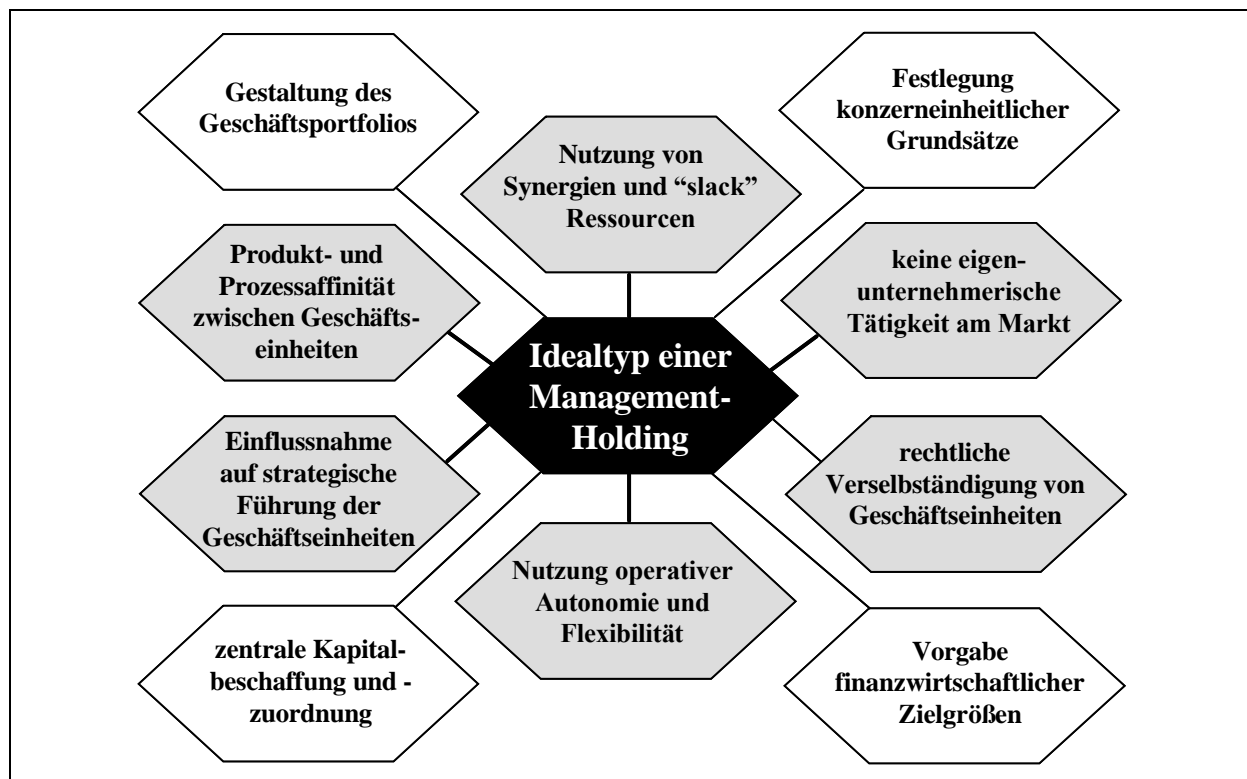 Gestaltung des
Geschäftsportfolios
Festlegung
konzerneinheitlicher
Grundsätze
Nutzung von
Synergien und “slack”
Ressourcen
Produkt- und
Prozessaffinität
zwischen Geschäfts-
einheiten
keine eigen-
unternehmerische
Tätigkeit am Markt
Idealtyp einer
Management-
Holding
Einflussnahme
auf strategische
Führung der
Geschäftseinheiten
rechtliche
Verselbständigung von
Geschäftseinheiten
Nutzung operativer
Autonomie und
Flexibilität
zentrale Kapital-
beschaffung und -
zuordnung
Vorgabe
finanzwirtschaftlicher
Zielgrößen